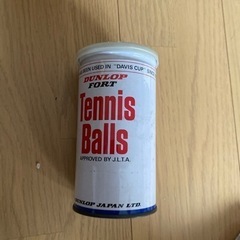 USED IN "DAVIS CUP"
DUNLOP
FORT
Tennis
Balls
APPROVED BY J.L.T.A.
DUNLOP JAPAN LTD.